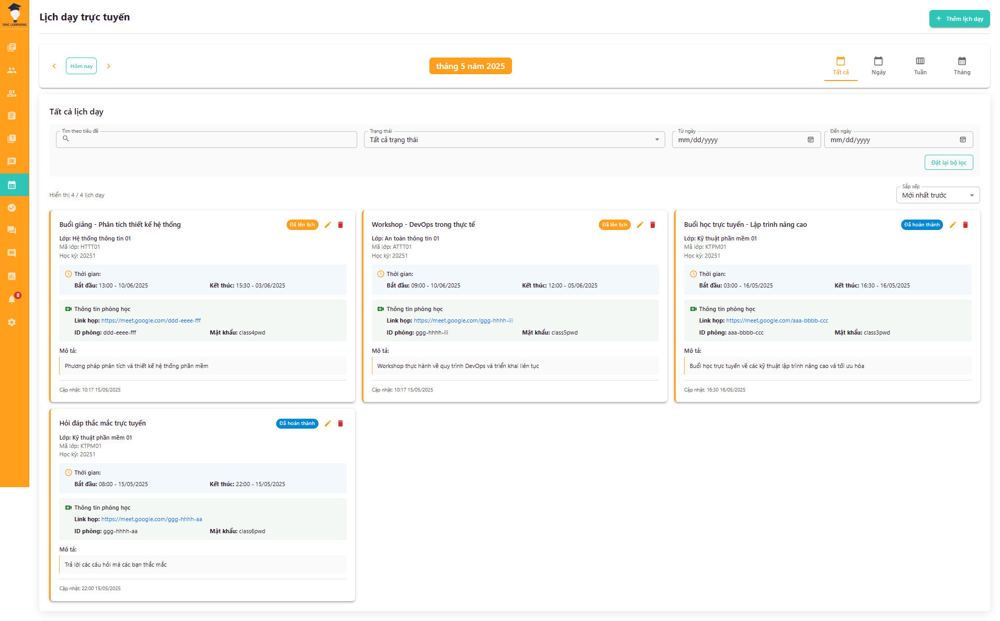 DNC LEARNING
Lịch dạy trực tuyến
Thêm lịch dạy
Hôm nay
tháng 5 năm 2025
Tất cả
Ngày
Tuần
Tháng
Tất cả lịch dạy
Tìm theo tiêu đề
Trạng thái
Tất cả trạng thái
Từ ngày
mm/dd/yyyy
Đến ngày
mm/dd/yyyy
Đặt lại bộ lọc
Hiển thị 4 / 4 lịch dạy
Sắp xếp
Mới nhất trước
Buổi giảng - Phân tích thiết kế hệ thống
Đã lên lịch
Lớp: Hệ thống thông tin 01
Mã lớp: HTTT01
Học kỳ: 20251
Thời gian:
Bắt đầu: 13:00 - 10/06/2025
Kết thúc: 15:30 - 03/06/2025
Thông tin phòng học
Link họp: https://meet.google.com/ddd-eeee-fff
ID phòng: ddd-eeee-fff
Mật khẩu: class4pwd
Mô tả:
Phương pháp phân tích và thiết kế hệ thống phần mềm
Cập nhật: 10:17 15/05/2025
Workshop - DevOps trong thực tế
Đã lên lịch
Lớp: An toàn thông tin 01
Mã lớp: ATTT01
Học kỳ: 20251
Thời gian:
Bắt đầu: 09:00 - 10/06/2025
Kết thúc: 12:00 - 05/06/2025
Thông tin phòng học
Link họp: https://meet.google.com/ggg-hhhh-iii
ID phòng: ggg-hhhh-iii
Mật khẩu: class5pwd
Mô tả:
Workshop thực hành về quy trình DevOps và triển khai liên tục
Cập nhật: 10:17 15/05/2025
Buổi học trực tuyến - Lập trình nâng cao
Đã hoàn thành
Lớp: Kỹ thuật phần mềm 01
Mã lớp: KTPM01
Học kỳ: 20251
Thời gian:
Bắt đầu: 03:00 - 16/05/2025
Kết thúc: 16:30 - 16/05/2025
Thông tin phòng học
Link họp: https://meet.google.com/aaa-bbbb-ccc
ID phòng: aaa-bbbb-ccc
Mật khẩu: class3pwd
Mô tả:
Buổi học trực tuyến về các kỹ thuật lập trình nâng cao và tối ưu hóa
Cập nhật: 16:30 16/05/2025
8
Hỏi đáp thắc mắc trực tuyến
Đã hoàn thành
Lớp: Kỹ thuật phần mềm 01
Mã lớp: KTPM01
Học kỳ: 20251
Thời gian:
Bắt đầu: 08:00 - 15/05/2025
Kết thúc: 22:00 - 15/05/2025
Thông tin phòng học
Link họp: https://meet.google.com/ggg-hhhh-aa
ID phòng: ggg-hhhh-aa
Mật khẩu: class6pwd
Mô tả:
Trả lời các câu hỏi mà các bạn thắc mắc
Cập nhật: 22:00 15/05/2025